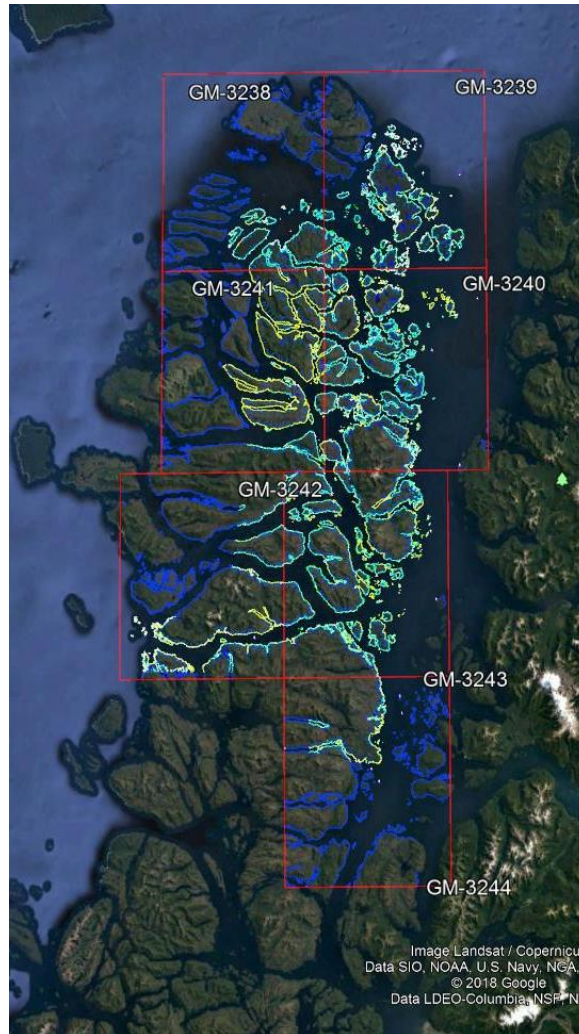 GM-3238
GM-3239
GM-3241
GM-3240
GM-3242
GM-3243
GM-3244
Image Landsat / Copernicu
Data SIO, NOAA. U.S. Navy, NGA,
© 2018 Google
Data LDEO-Columbia, NSF, N